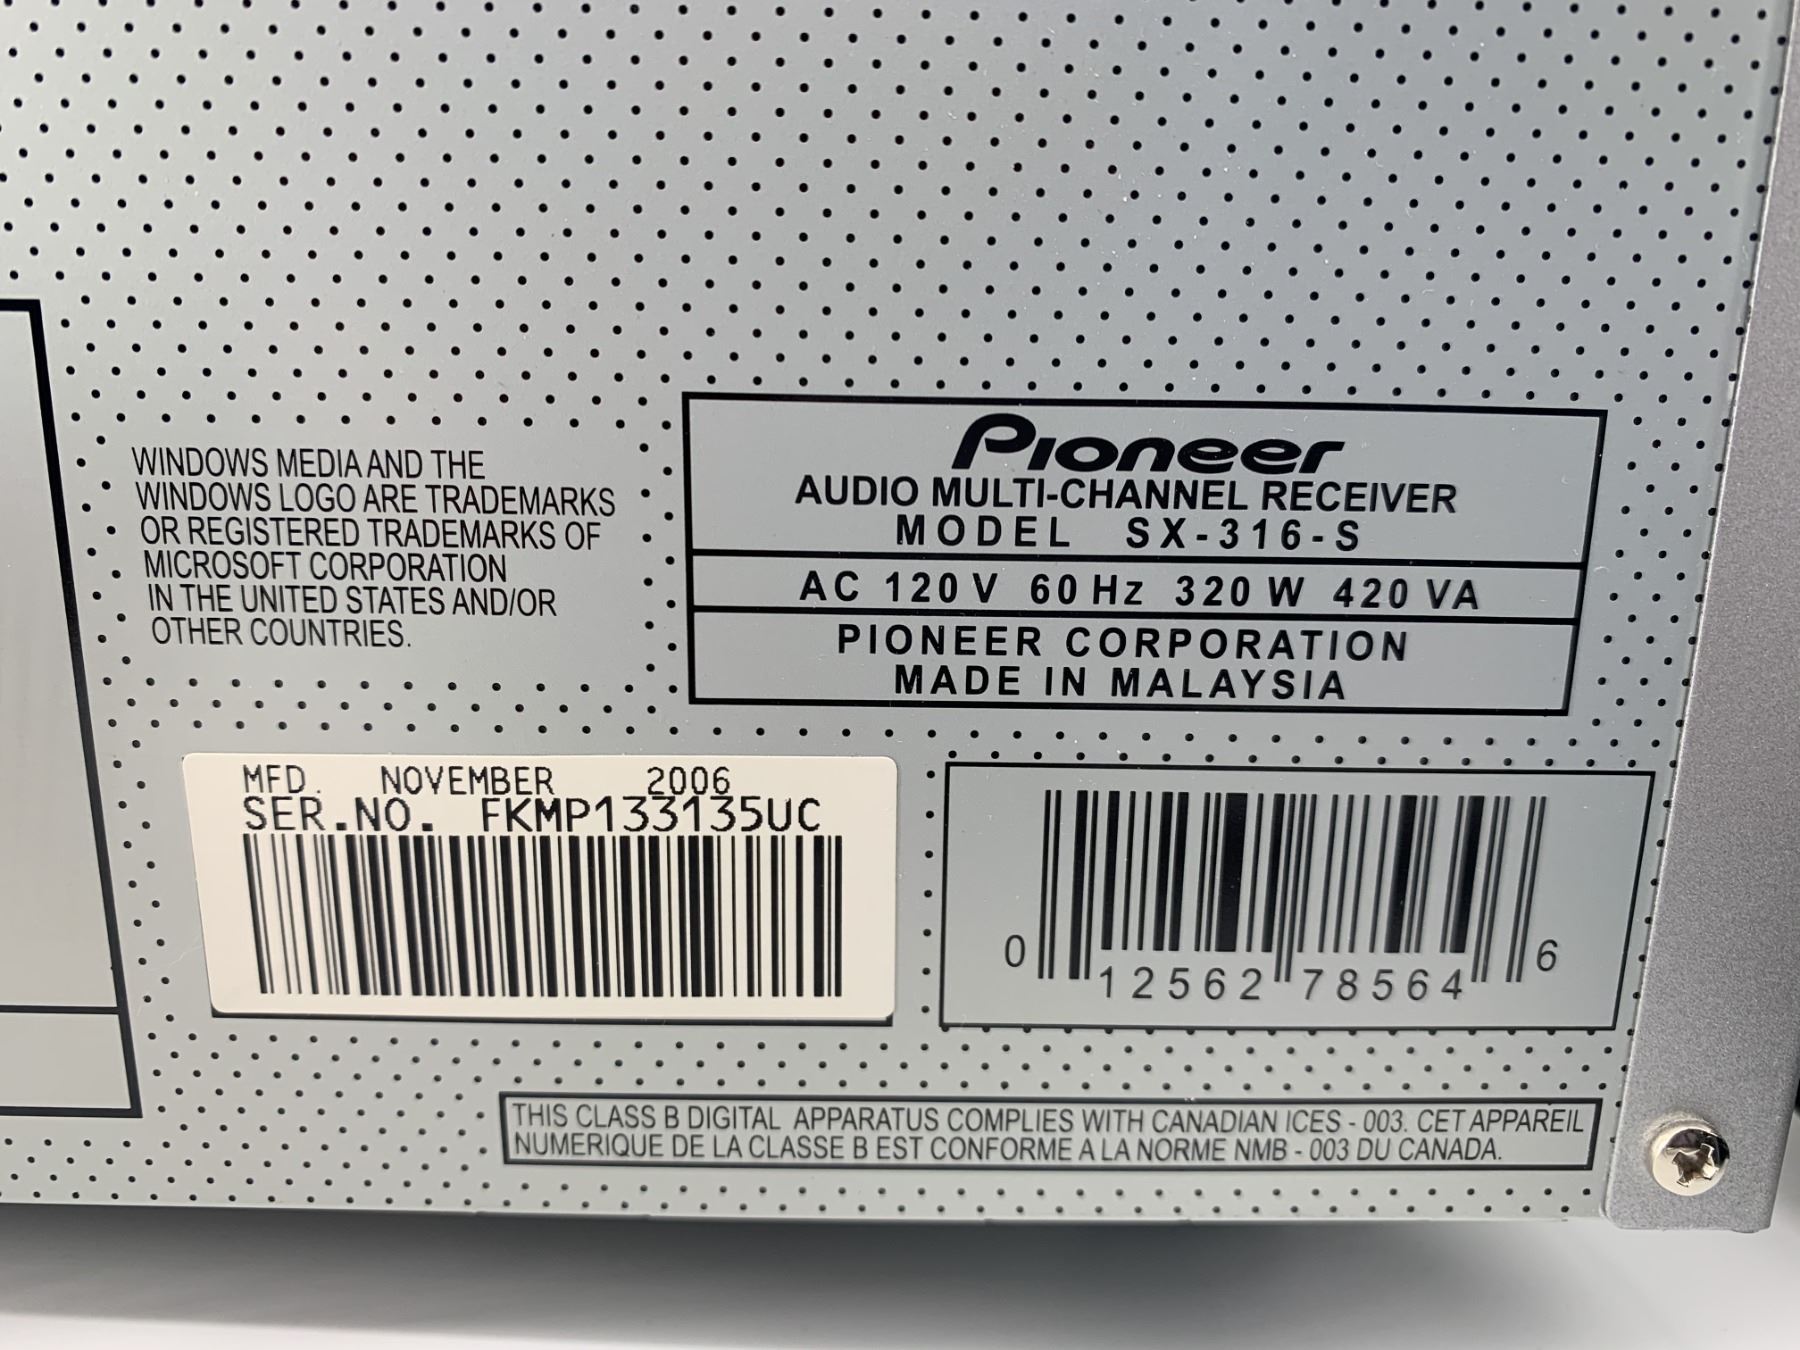 WINDOWS MEDIA AND THE
WINDOWS LOGO ARE TRADEMARKS
OR REGISTERED TRADEMARKS OF
MICROSOFT CORPORATION
IN THE UNITED STATES AND/OR
OTHER COUNTRIES.
Pioneer
AUDIO MULTI-CHANNEL RECEIVER
MODEL SX-316-S
AC 120 V 60 Hz 320 W 420 VA
PIONEER CORPORATION
MADE IN MALAYSIA
MFD. NOVEMBER 2006
SER.NO. FKMP133135UC
0 12562 78564 6
THIS CLASS B DIGITAL APPARATUS COMPLIES WITH CANADIAN ICES - 003. CET APPAREIL
NUMERIQUE DE LA CLASSE B EST CONFORME A LA NORME NMB - 003 DU CANADA.